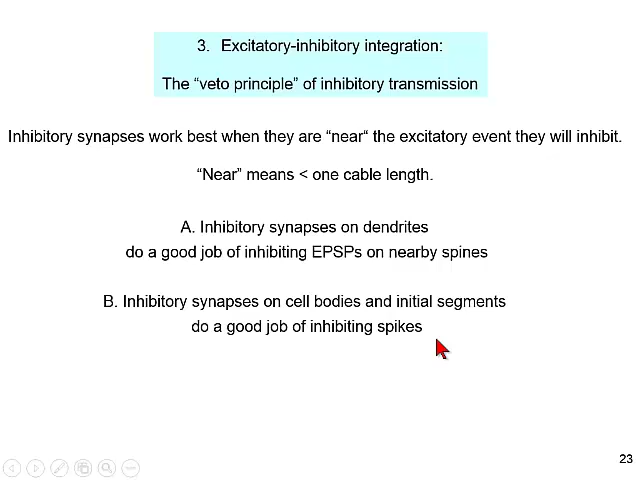 3. Excitatory-inhibitory integration:
The “veto principle” of inhibitory transmission
Inhibitory synapses work best when they are “near“ the excitatory event they will inhibit.
“Near” means < one cable length.
A. Inhibitory synapses on dendrites
do a good job of inhibiting EPSPs on nearby spines
B. Inhibitory synapses on cell bodies and initial segments
do a good job of inhibiting spikes
23